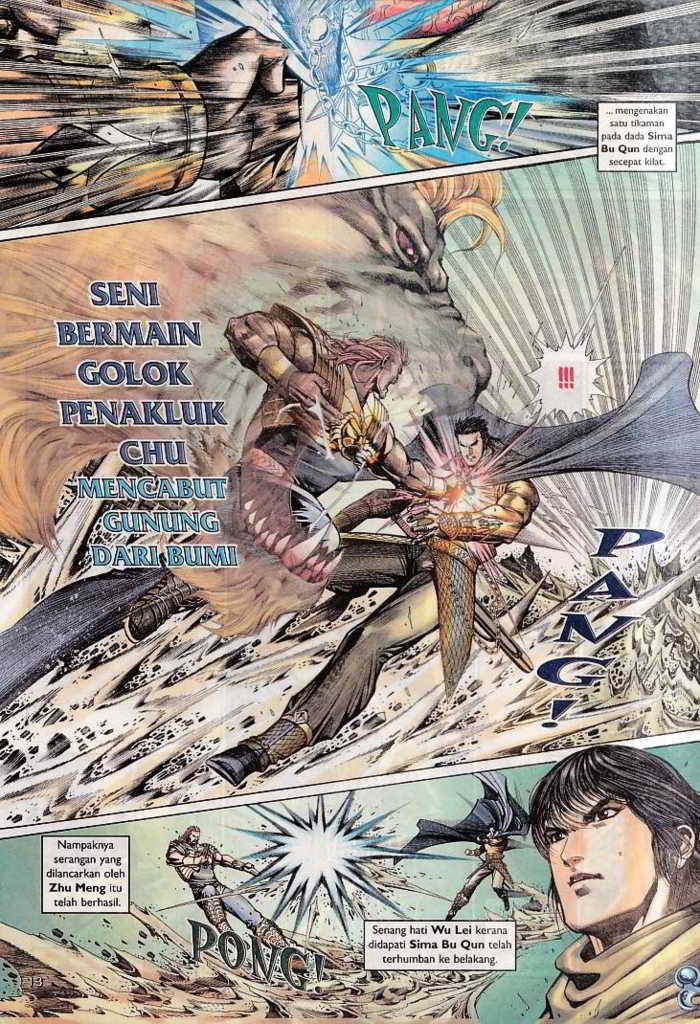 PANG!
... mengenakan
satu tikaman
pada dada Sima
Bu Qun dengan
secepat kilat.
SENI
BERMAIN
GOLOK
PENAKLUK
CHU
MENCABUT
GUNUNG
DARI BUMI
!!!
PANG!
Nampaknya
serangan yang
dilancarkan oleh
Zhu Meng itu
telah berhasil.
PONG!
Senang hati Wu Lei kerana
didapati Sima Bu Qun telah
terhumban ke belakang.